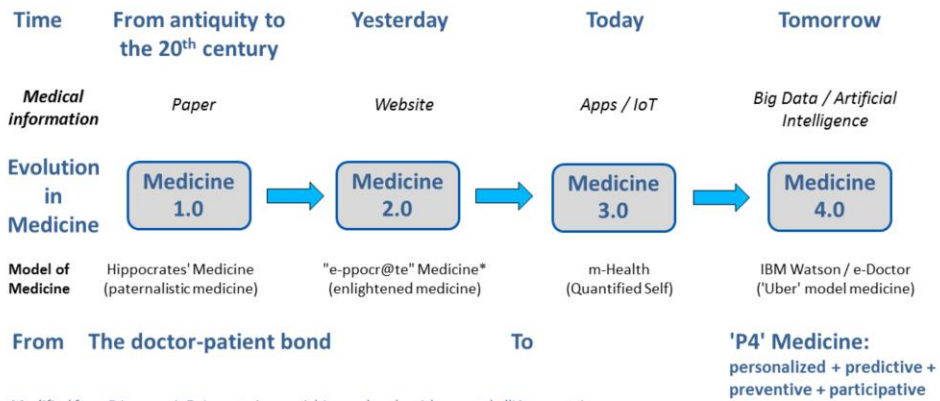 Time From antiquity to Yesterday Today Tomorrow
the 20th century
Medical Paper Website Apps / IoT Big Data / Artificial
information Intelligence
Evolution
in
Medicine
Medicine Medicine Medicine Medicine
1.0 2.0 3.0 4.0
Model of Hippocrates' Medicine "e-ppocr@te" Medicine* m-Health IBM Watson / e-Doctor
Medicine (paternalistic medicine) (enlightened medicine) (Quantified Self) ('Uber' model medicine)
From The doctor-patient bond To 'P4' Medicine:
personalized + predictive +
preventive + participative